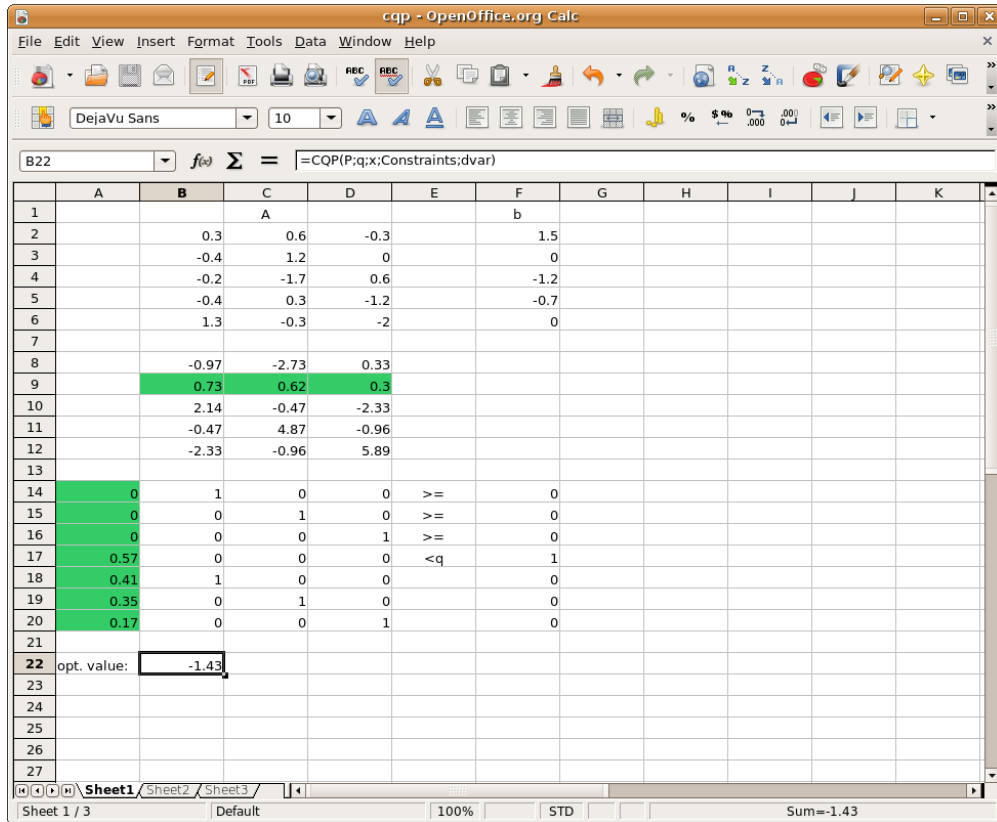 cqp - OpenOffice.org Calc
File Edit View Insert Format Tools Data Window Help
DejaVu Sans 10
B22 f(x) Σ = =CQP(P;q;x;Constraints;dvar)
A B C D E F G H I J K
1 A b
2 0.3 0.6 -0.3 1.5
3 -0.4 1.2 0 0
4 -0.2 -1.7 0.6 -1.2
5 -0.4 0.3 -1.2 -0.7
6 1.3 -0.3 -2 0
7
8 -0.97 -2.73 0.33
9 0.73 0.62 0.3
10 2.14 -0.47 -2.33
11 -0.47 4.87 -0.96
12 -2.33 -0.96 5.89
13
14 0 1 0 0 >= 0
15 0 0 1 0 >= 0
16 0 0 0 1 >= 0
17 0.57 0 0 0 <q 1
18 0.41 1 0 0 0
19 0.35 0 1 0 0
20 0.17 0 0 1 0
21
22 opt. value: -1.43
23
24
25
26
27
Sheet1 Sheet2 Sheet3
Sheet 1 / 3 Default 100% STD Sum=-1.43